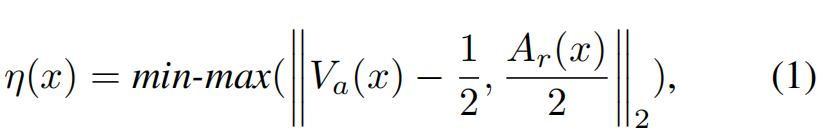 η(x) = min-max(‖V_a(x) − 1/2, A_r(x)/2‖_2), (1)